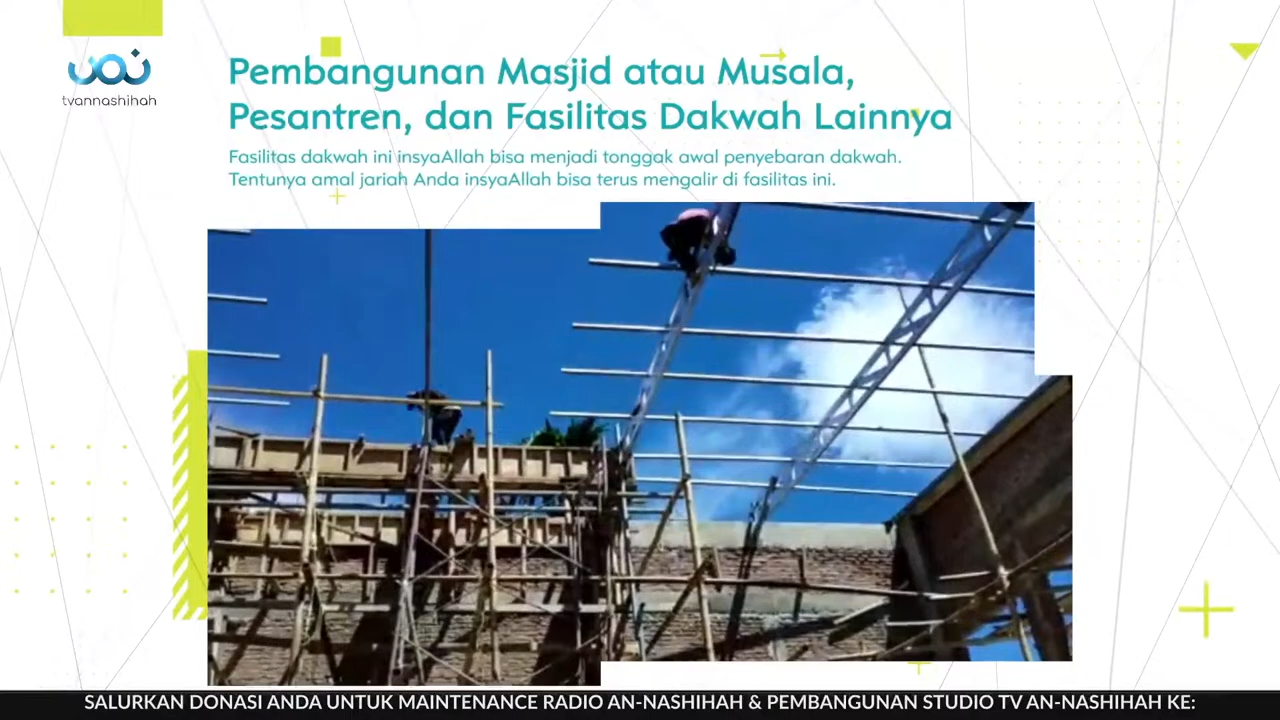 tvannashihah
Pembangunan Masjid atau Musala,
Pesantren, dan Fasilitas Dakwah Lainnya
Fasilitas dakwah ini insyaAllah bisa menjadi tonggak awal penyebaran dakwah.
Tentunya amal jariah Anda insyaAllah bisa terus mengalir di fasilitas ini.
SALURKAN DONASI ANDA UNTUK MAINTENANCE RADIO AN-NASHIHAH & PEMBANGUNAN STUDIO TV AN-NASHIHAH KE: